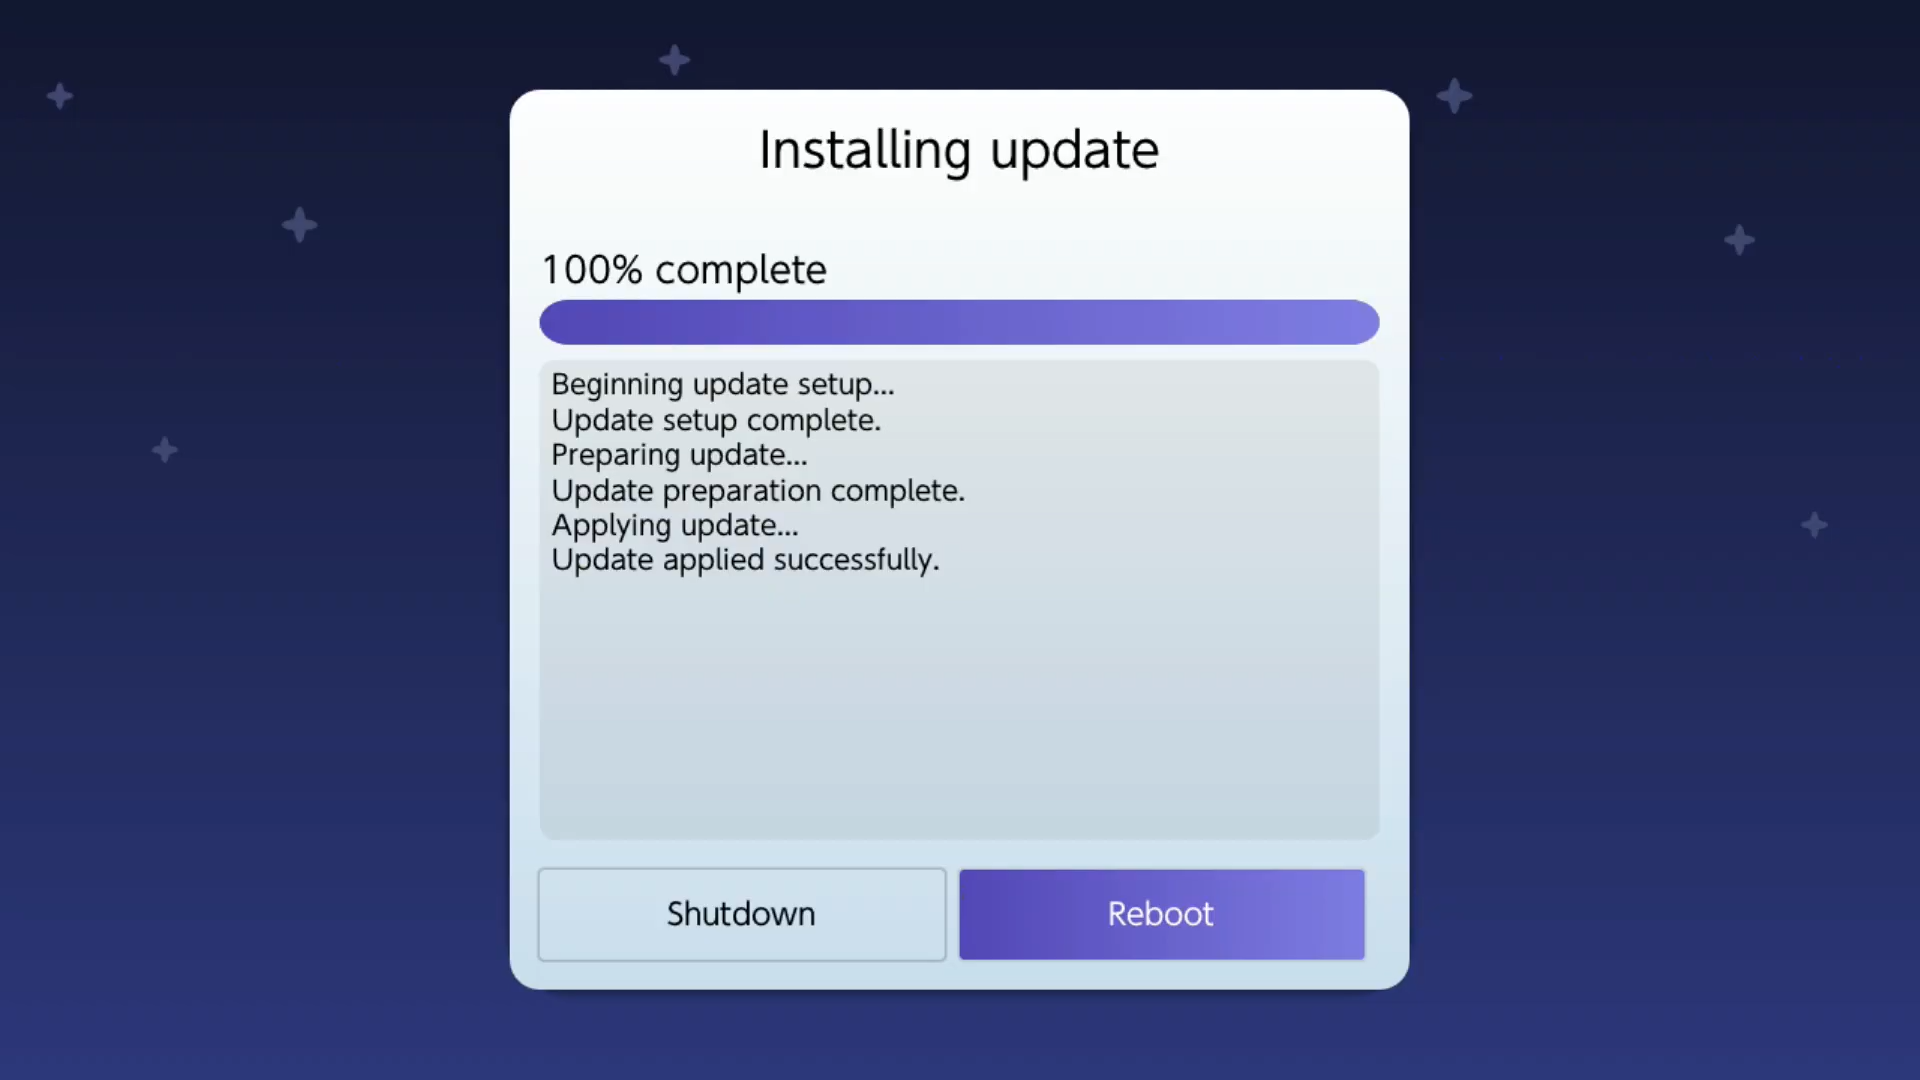 Installing update
100% complete
Beginning update setup...
Update setup complete.
Preparing update...
Update preparation complete.
Applying update...
Update applied successfully.
Shutdown
Reboot